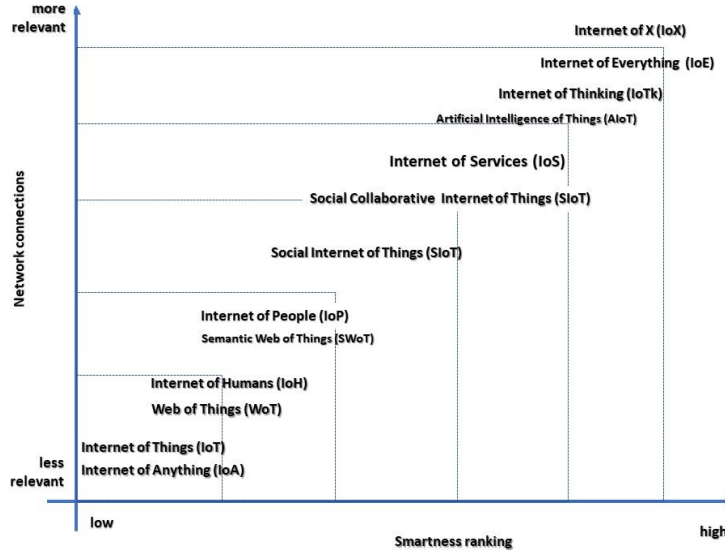 more
relevant
Internet of X (IoX)
Internet of Everything (IoE)
Internet of Thinking (IoTk)
Artificial Intelligence of Things (AIoT)
Internet of Services (IoS)
Social Collaborative Internet of Things (SIoT)
Network connections
Social Internet of Things (SIoT)
Internet of People (IoP)
Semantic Web of Things (SWoT)
Internet of Humans (IoH)
Web of Things (WoT)
Internet of Things (IoT)
less
relevant
Internet of Anything (IoA)
low
high
Smartness ranking